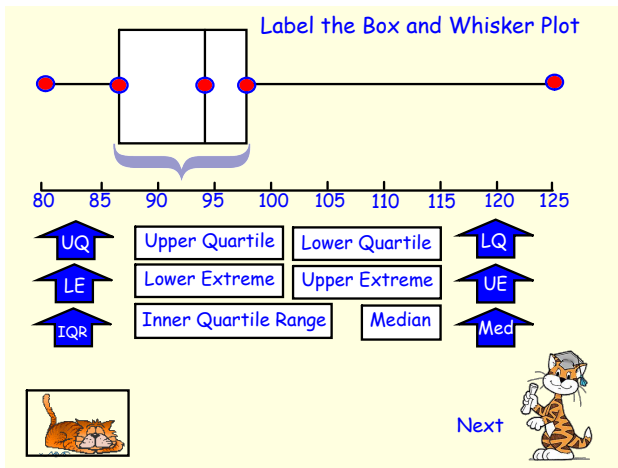 Label the Box and Whisker Plot
80 85 90 95 100 105 110 115 120 125
UQ Upper Quartile Lower Quartile LQ
LE Lower Extreme Upper Extreme UE
IQR Inner Quartile Range Median Med
Next